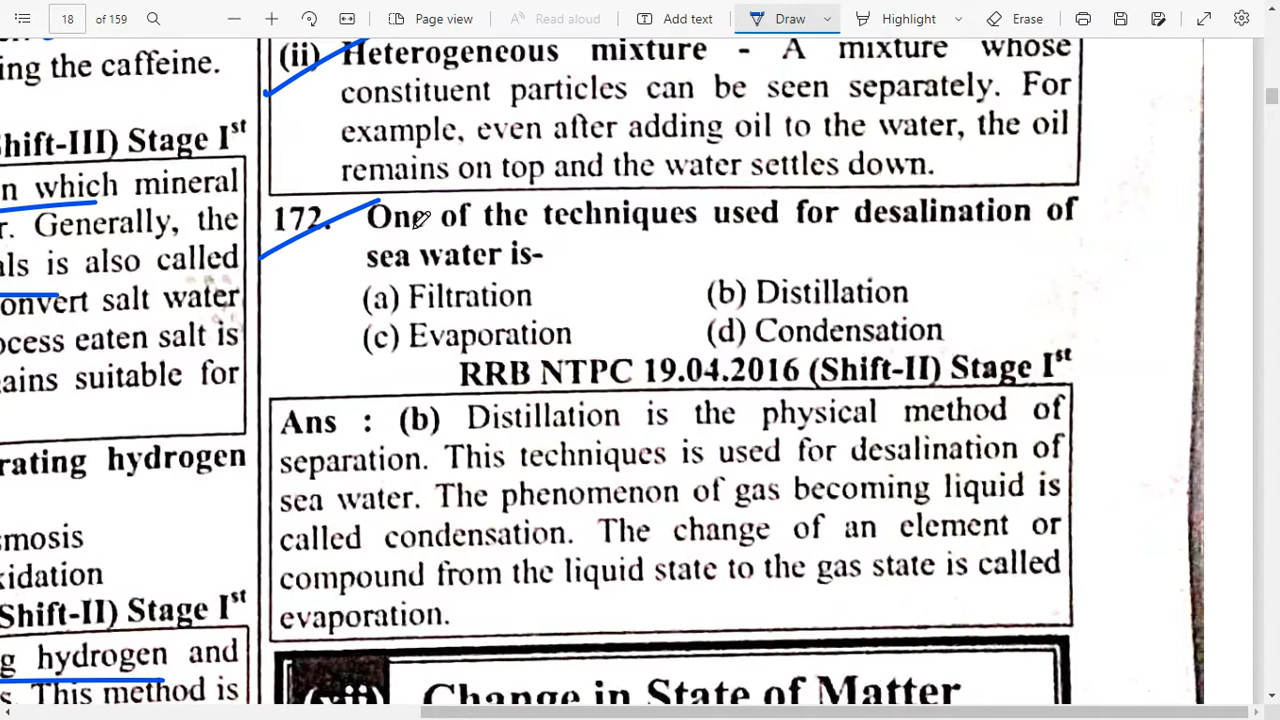 18 of 159 Page view Read aloud Add text Draw Highlight Erase
ing the caffeine.
Shift-III) Stage Ist
n which mineral
r. Generally, the
als is also called
onvert salt water
ocess eaten salt is
ains suitable for
rating hydrogen
smosis
xidation
(Shift-II) Stage Ist
g hydrogen and
s. This method is
(ii) Heterogeneous mixture - A mixture whose
constituent particles can be seen separately. For
example, even after adding oil to the water, the oil
remains on top and the water settles down.
172. One of the techniques used for desalination of
sea water is-
(a) Filtration (b) Distillation
(c) Evaporation (d) Condensation
RRB NTPC 19.04.2016 (Shift-II) Stage Ist
Ans : (b) Distillation is the physical method of
separation. This techniques is used for desalination of
sea water. The phenomenon of gas becoming liquid is
called condensation. The change of an element or
compound from the liquid state to the gas state is called
evaporation.
(vii) Change in State of Matter